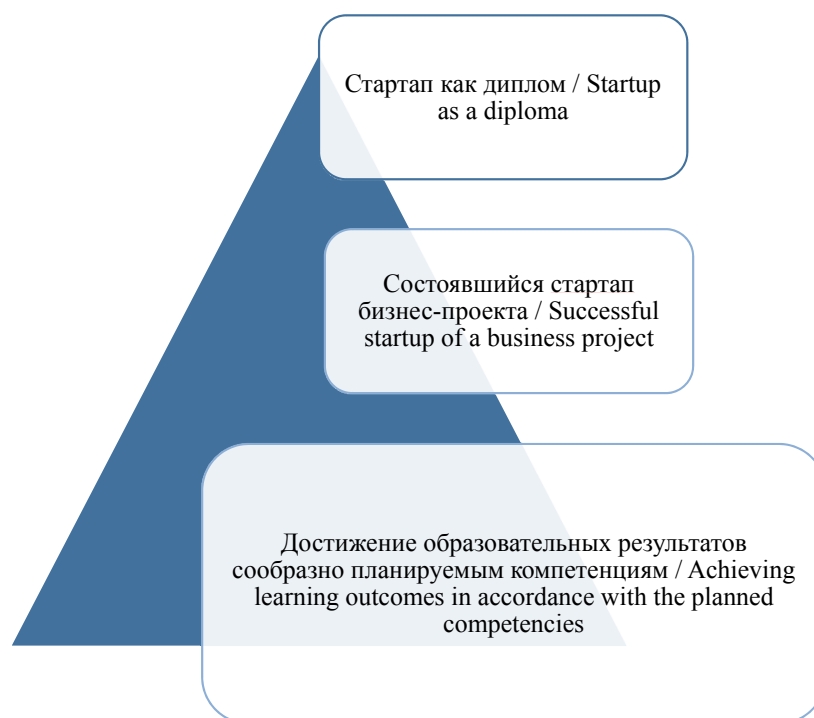 Стартап как диплом / Startup
as a diploma
Состоявшийся стартап
бизнес-проекта / Successful
startup of a business project
Достижение образовательных результатов
сообразно планируемым компетенциям / Achieving
learning outcomes in accordance with the planned
competencies